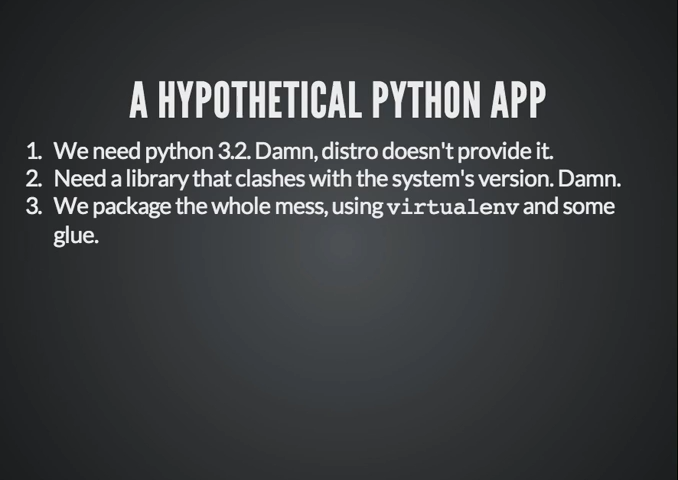 A HYPOTHETICAL PYTHON APP
1. We need python 3.2. Damn, distro doesn't provide it.
2. Need a library that clashes with the system's version. Damn.
3. We package the whole mess, using virtualenv and some
glue.